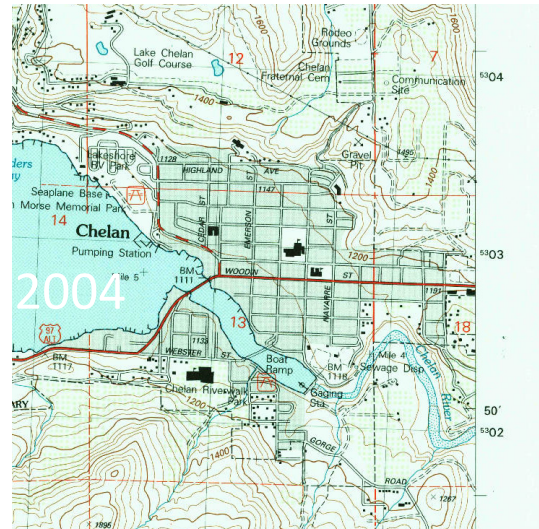 1600
1600
Rodeo
Grounds
7
Lake Chelan
Golf Course
12
Chelan
Fraternal Cem
Communication
Site
5304
1400
1400
Gravel
Pit
1495
1128
Lakeshore
RV Park
HIGHLAND AVE
1147
ST
ST
1400
Seaplane Base
Morse Memorial Park
14
CEDAR
EMERSON
ST
Chelan
1200
5303
Pumping Station
Mile 5
BM
1111
WOODIN ST
2004
1191
NAVARRE
97
ALT
13
18
1133
WEBSTER ST
BM
1117
Boat
Ramp
BM
1118
Mile 4
Sewage Disp
Chelan
River
Chelan Riverwalk
Park
Gaging
Sta
ARY
1200
50'
5302
1400
GORGE
ROAD
1267
1895